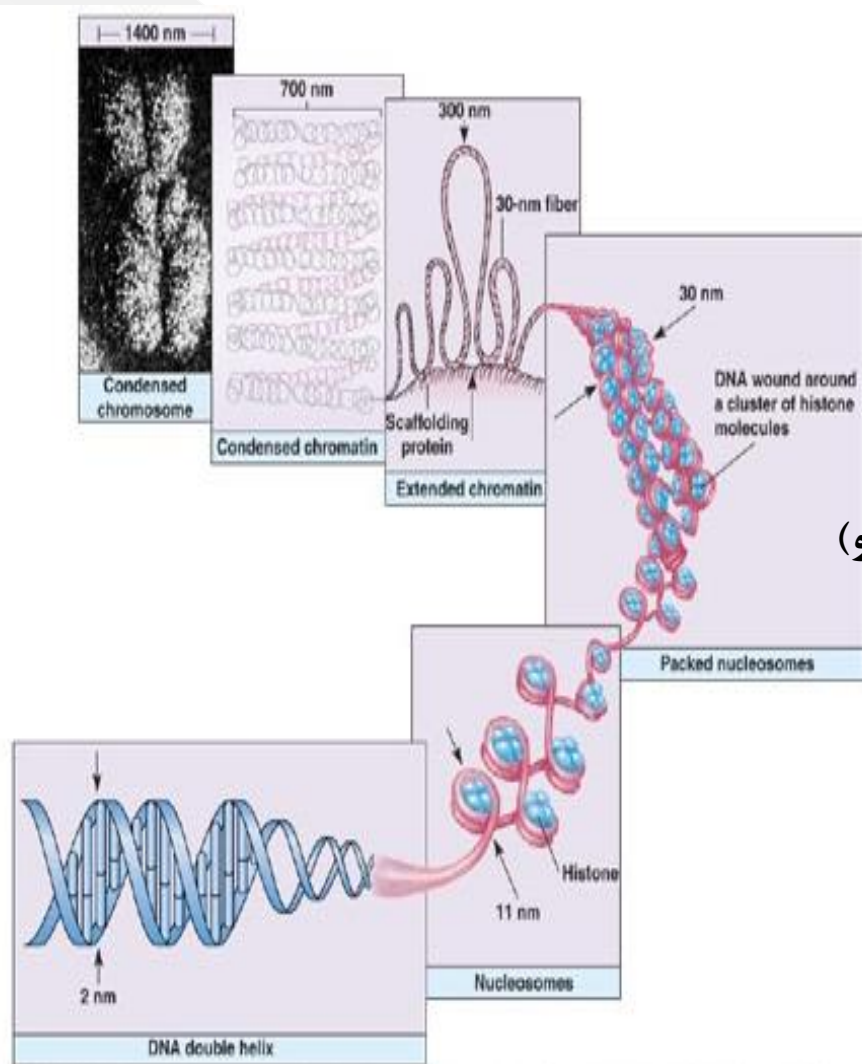 1400 nm
700 nm
300 nm
30-nm fiber
30 nm
Condensed
chromosome
DNA wound around
a cluster of histone
molecules
Scaffolding
protein
Condensed chromatin
Extended chromatin
Packed nucleosomes
Histone
11 nm
2 nm
Nucleosomes
DNA double helix